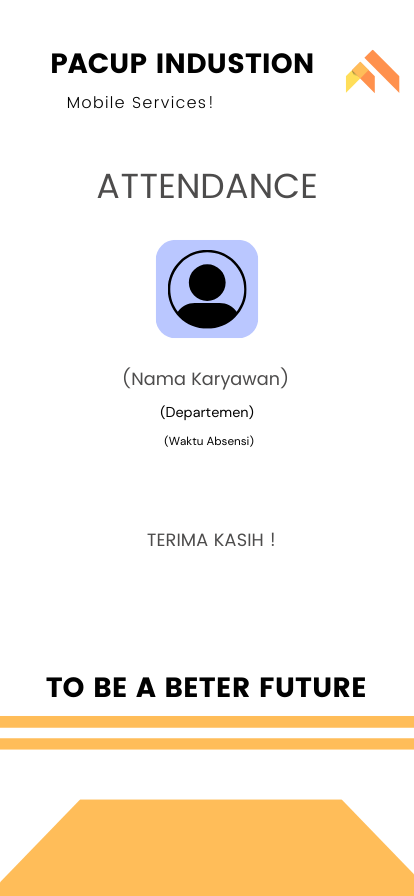 PACUP INDUSTION
Mobile Services!
ATTENDANCE
(Nama Karyawan)
(Departemen)
(Waktu Absensi)
TERIMA KASIH !
TO BE A BETER FUTURE